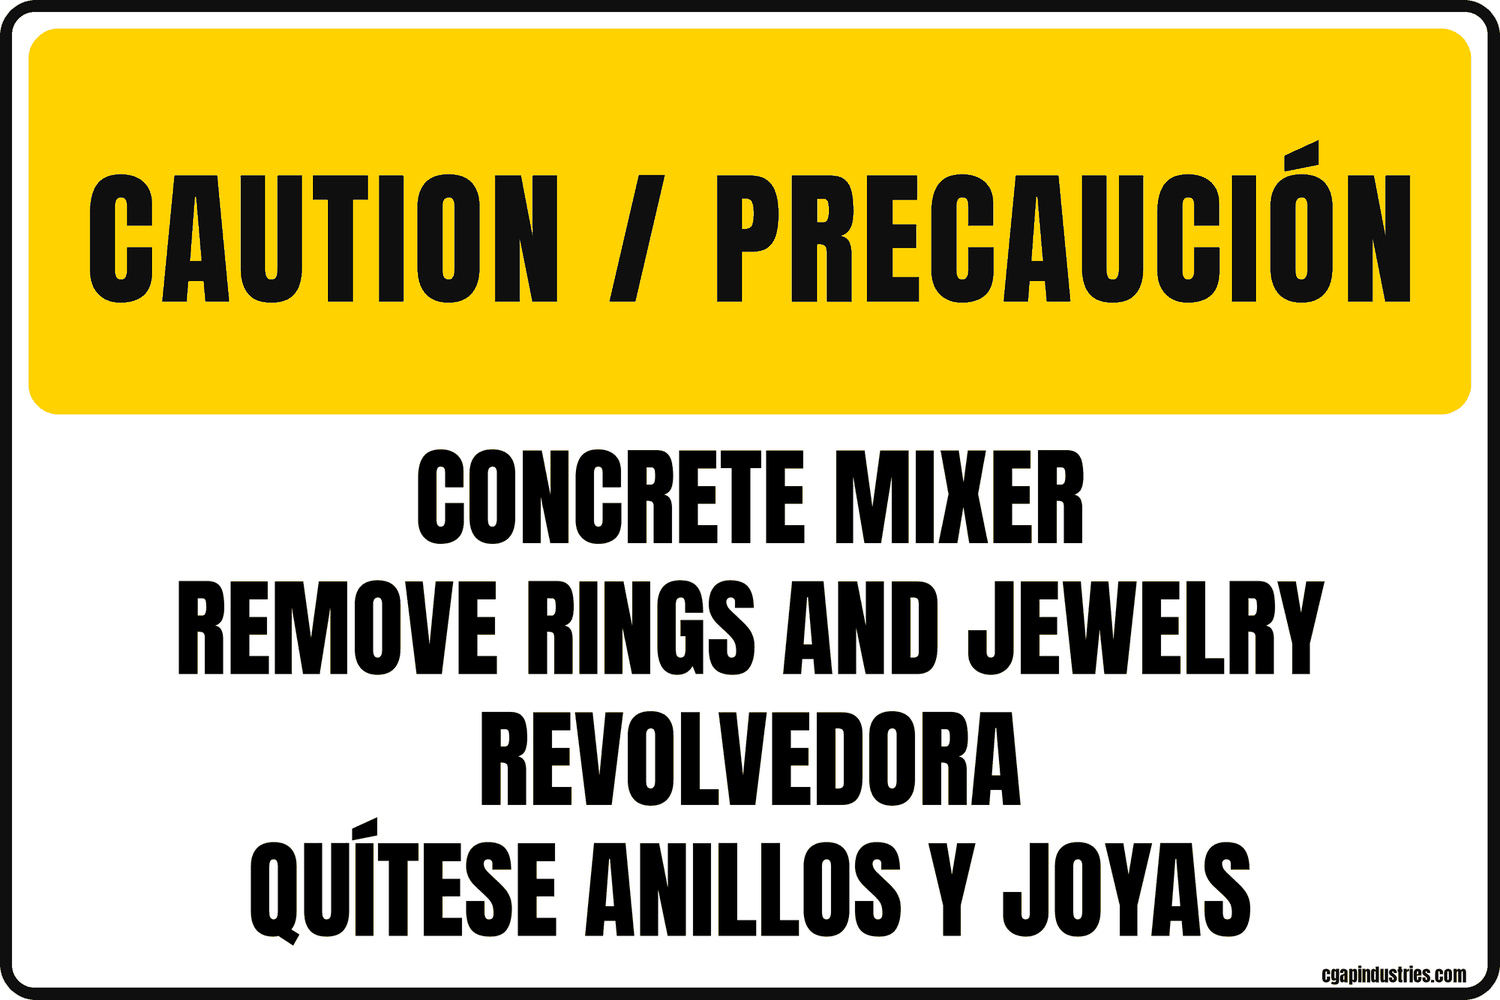 CAUTION / PRECAUCIÓN
CONCRETE MIXER
REMOVE RINGS AND JEWELRY
REVOLVEDORA
QUÍTESE ANILLOS Y JOYAS
cgapindustries.com